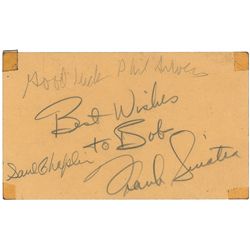 Good Luck Phil Silvers
Best Wishes
to Bob
Saul Chaplin
Frank Sinatra